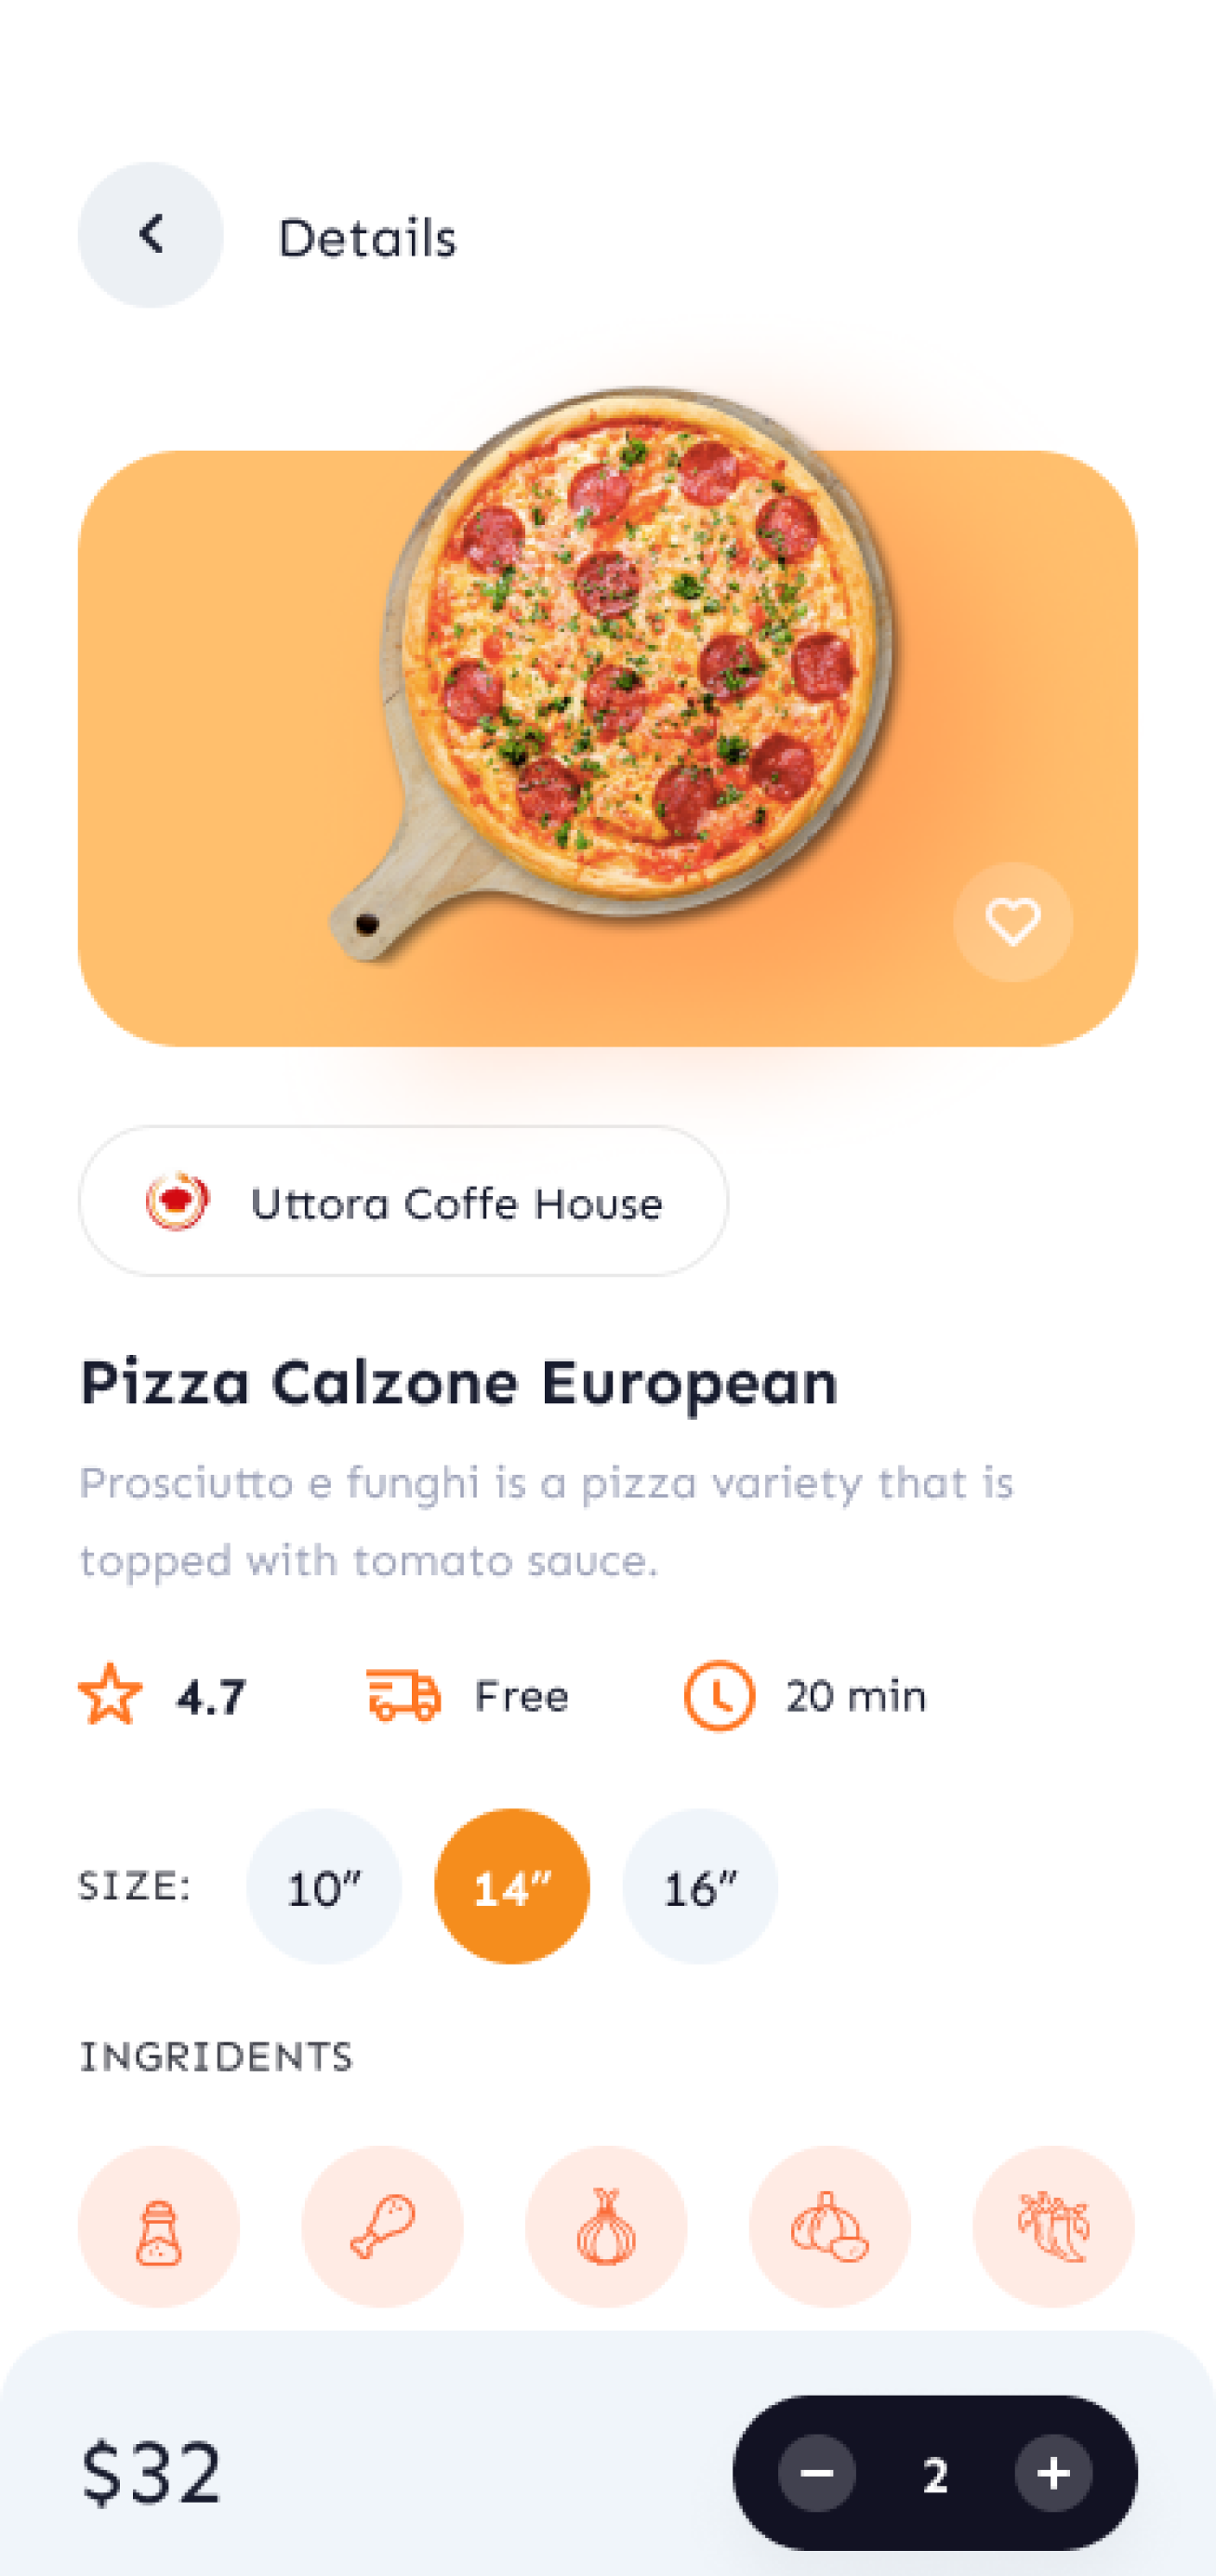 Details
Uttora Coffe House
Pizza Calzone European
Prosciutto e funghi is a pizza variety that is
topped with tomato sauce.
4.7 Free 20 min
SIZE: 10” 14” 16”
INGRIDENTS
$32 2